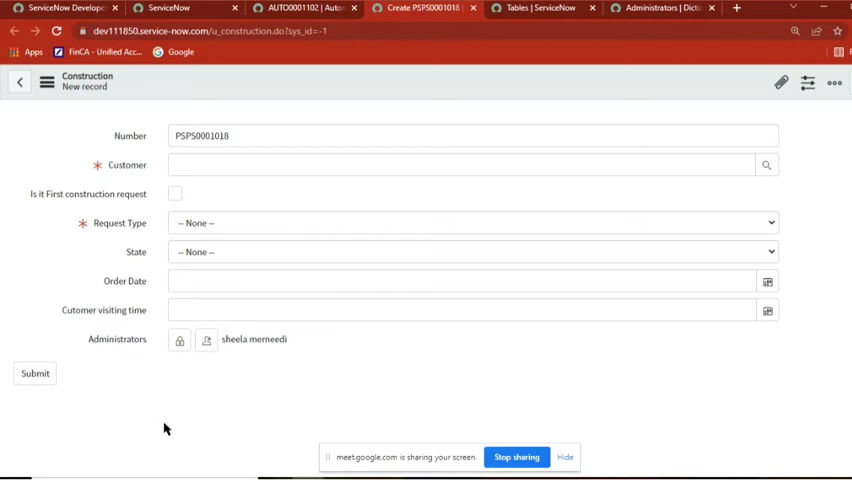 ServiceNow Develope
ServiceNow
AUTO0001102 | Auto
Create PSPS0001018 |
Tables | ServiceNow
Administrators | Dicti
dev111850.service-now.com/u_construction.do?sys_id=-1
Apps
FinCA - Unified Acc...
Google
Construction
New record
Number
PSPS0001018
* Customer
Is it First construction request
* Request Type
-- None --
State
-- None --
Order Date
Cutomer visiting time
Administrators
sheela merneedi
Submit
meet.google.com is sharing your screen.
Stop sharing
Hide